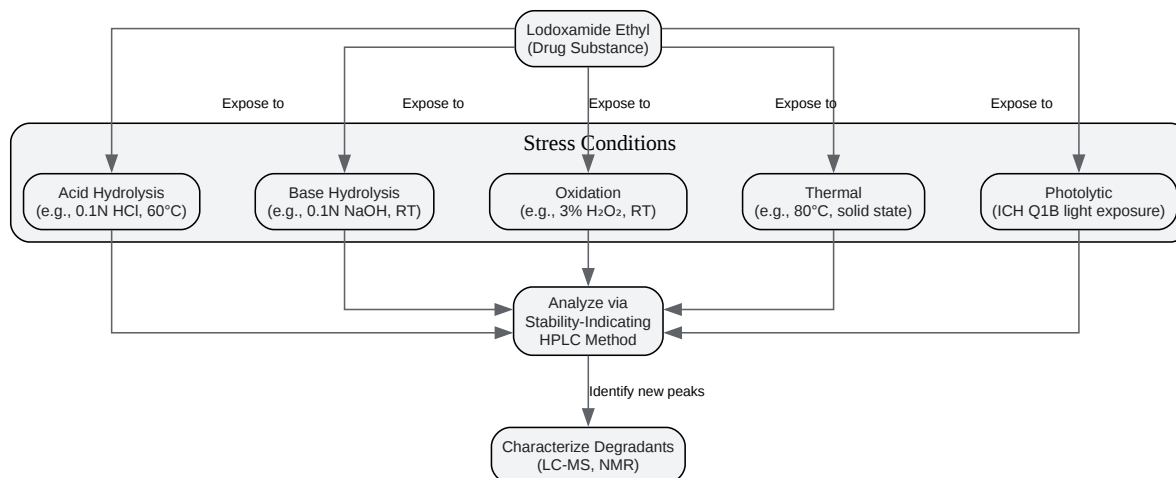 Lodoxamide Ethyl
(Drug Substance)
Expose to
Expose to
Expose to
Expose to
Expose to
Stress Conditions
Acid Hydrolysis
(e.g., 0.1N HCl, 60°C)
Base Hydrolysis
(e.g., 0.1N NaOH, RT)
Oxidation
(e.g., 3% H₂O₂, RT)
Thermal
(e.g., 80°C, solid state)
Photolytic
(ICH Q1B light exposure)
Analyze via
Stability-Indicating
HPLC Method
Identify new peaks
Characterize Degradants
(LC-MS, NMR)